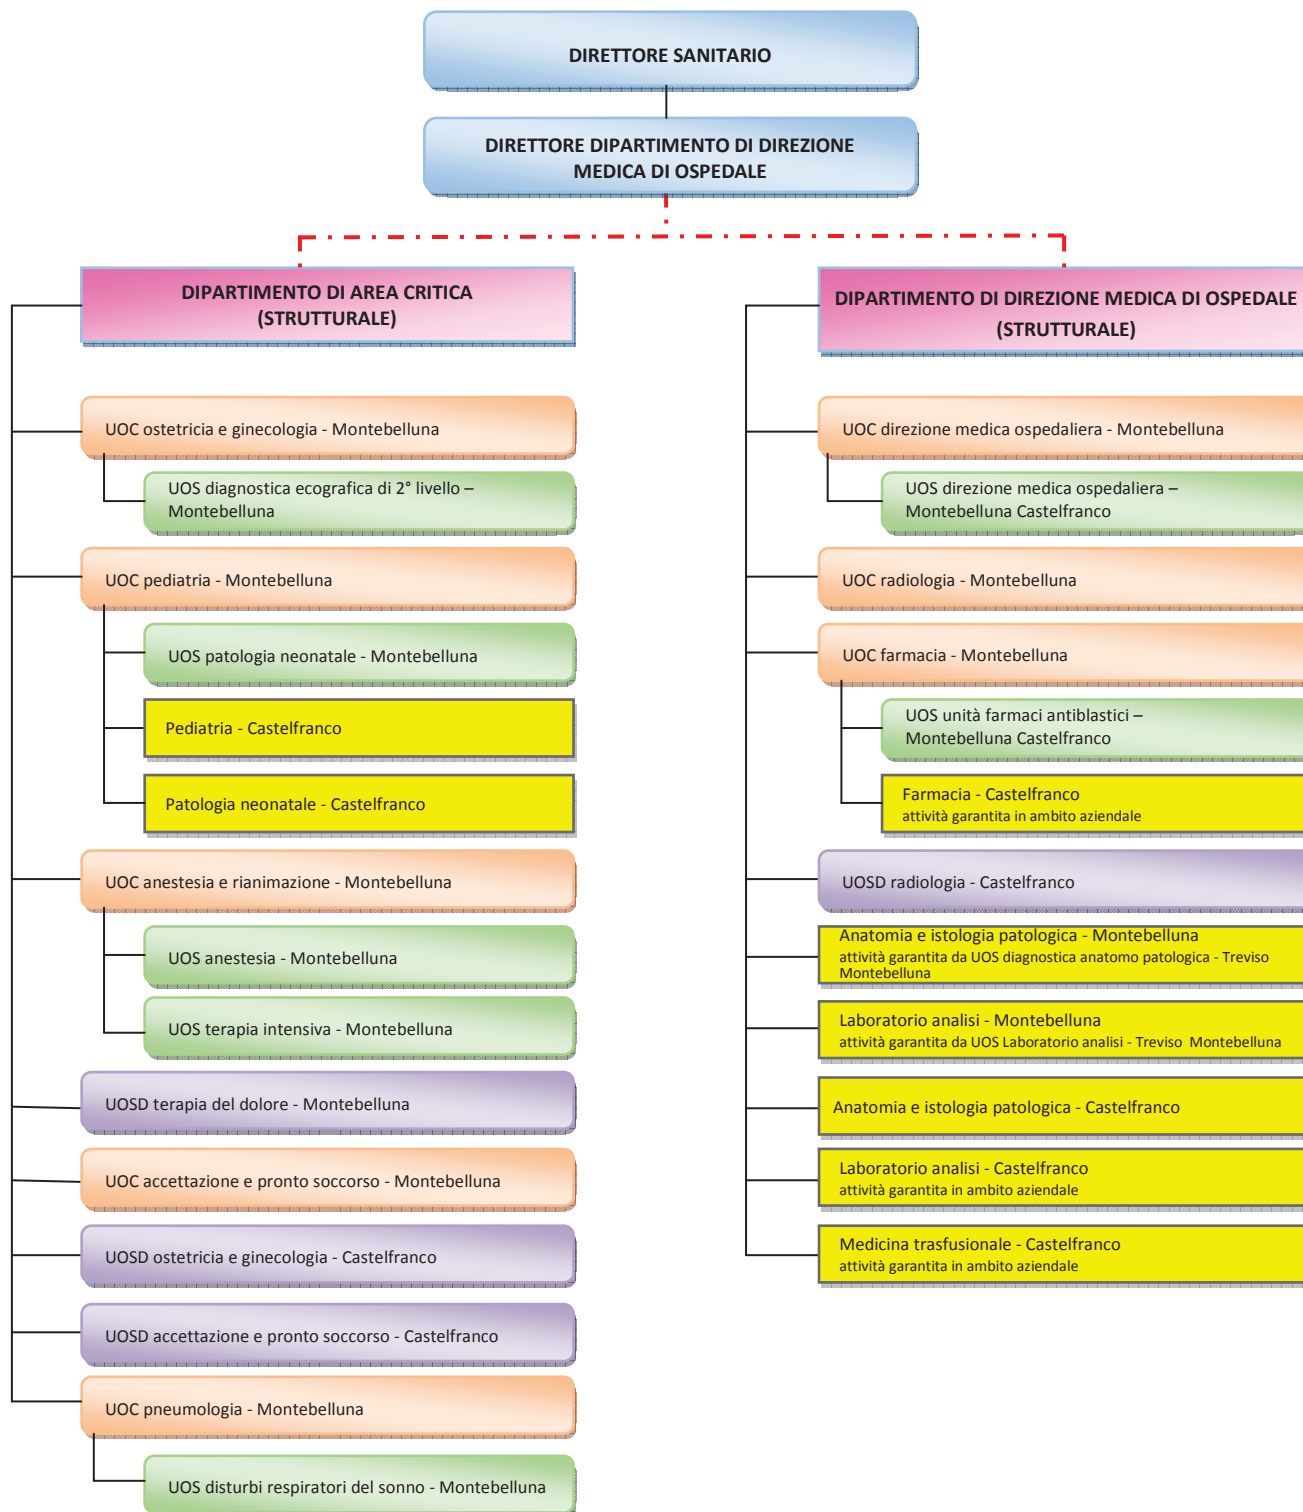 DIRETTORE SANITARIO
DIRETTORE DIPARTIMENTO DI DIREZIONE
MEDICA DI OSPEDALE
DIPARTIMENTO DI AREA CRITICA
(STRUTTURALE)
UOC ostetricia e ginecologia - Montebelluna
UOS diagnostica ecografica di 2° livello –
Montebelluna
UOC pediatria - Montebelluna
UOS patologia neonatale - Montebelluna
Pediatria - Castelfranco
Patologia neonatale - Castelfranco
UOC anestesia e rianimazione - Montebelluna
UOS anestesia - Montebelluna
UOS terapia intensiva - Montebelluna
UOSD terapia del dolore - Montebelluna
UOC accettazione e pronto soccorso - Montebelluna
UOSD ostetricia e ginecologia - Castelfranco
UOSD accettazione e pronto soccorso - Castelfranco
UOC pneumologia - Montebelluna
UOS disturbi respiratori del sonno - Montebelluna
DIPARTIMENTO DI DIREZIONE MEDICA DI OSPEDALE
(STRUTTURALE)
UOC direzione medica ospedaliera - Montebelluna
UOS direzione medica ospedaliera –
Montebelluna Castelfranco
UOC radiologia - Montebelluna
UOC farmacia - Montebelluna
UOS unità farmaci antiblastici –
Montebelluna Castelfranco
Farmacia - Castelfranco
attività garantita in ambito aziendale
UOSD radiologia - Castelfranco
Anatomia e istologia patologica - Montebelluna
attività garantita da UOS diagnostica anatomo patologica - Treviso
Montebelluna
Laboratorio analisi - Montebelluna
attività garantita da UOS Laboratorio analisi - Treviso Montebelluna
Anatomia e istologia patologica - Castelfranco
Laboratorio analisi - Castelfranco
attività garantita in ambito aziendale
Medicina trasfusionale - Castelfranco
attività garantita in ambito aziendale